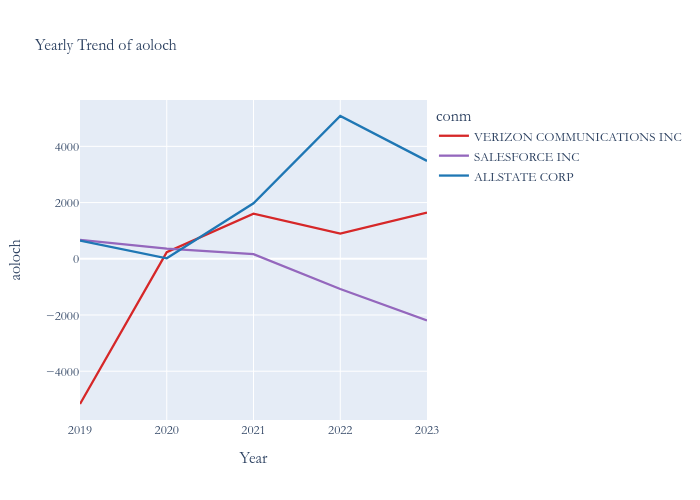 Yearly Trend of aoloch
conm
VERIZON COMMUNICATIONS INC
SALESFORCE INC
ALLSTATE CORP
aoloch
4000
2000
0
−2000
−4000
2019 2020 2021 2022 2023
Year